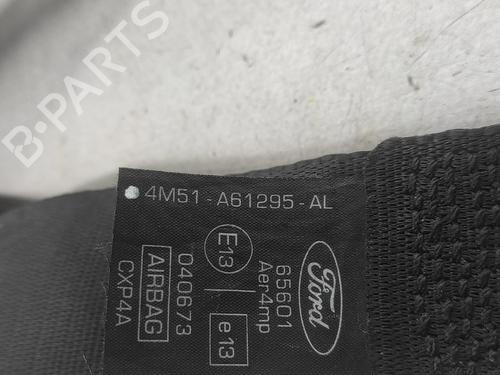 B-PARTS
4M51-A61295-AL
E13
040673
AIRBAG
CXP4A
Ford
65601
Aer4mp
e13